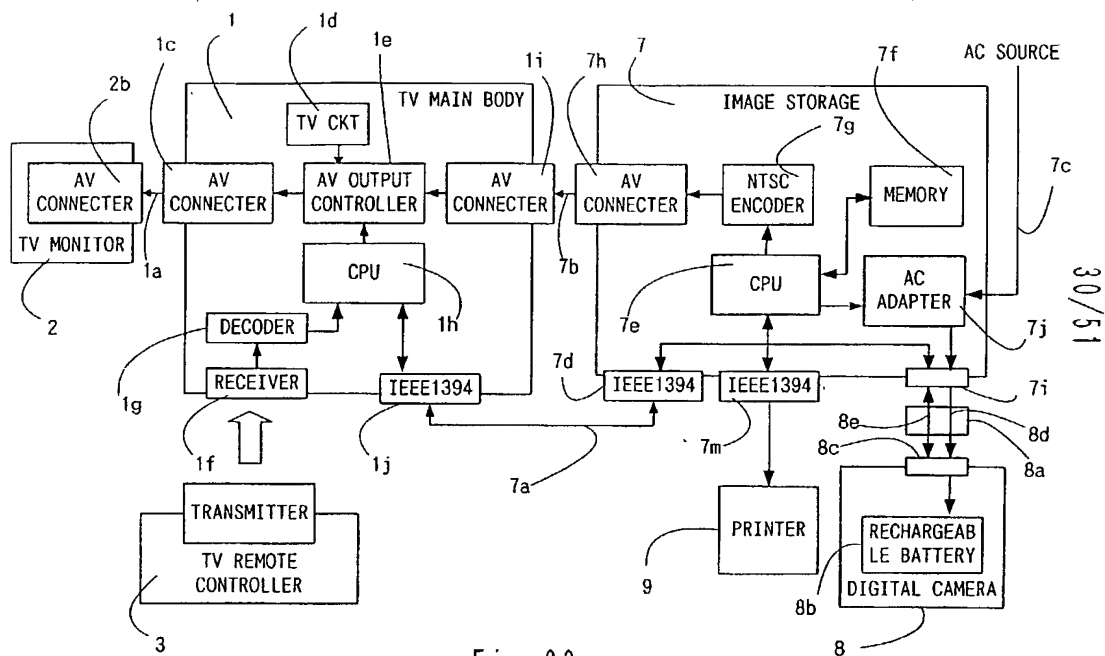 1c
1
1d
1e
1i
7h
7
7f
AC SOURCE
2b
TV MAIN BODY
IMAGE STORAGE
7g
TV CKT
7c
AV CONNECTER
AV CONNECTER
AV OUTPUT
CONTROLLER
AV
CONNECTER
AV
CONNECTER
NTSC
ENCODER
MEMORY
TV MONITOR
1a
7b
2
CPU
1h
7e
CPU
AC
ADAPTER
7j
30/51
DECODER
1g
RECEIVER
IEEE1394
7d
IEEE1394
IEEE1394
7i
8e
8d
1f
1j
7a
7m
8c
8a
TRANSMITTER
TV REMOTE
CONTROLLER
3
PRINTER
9
RECHARGEAB
LE BATTERY
DIGITAL CAMERA
8b
8